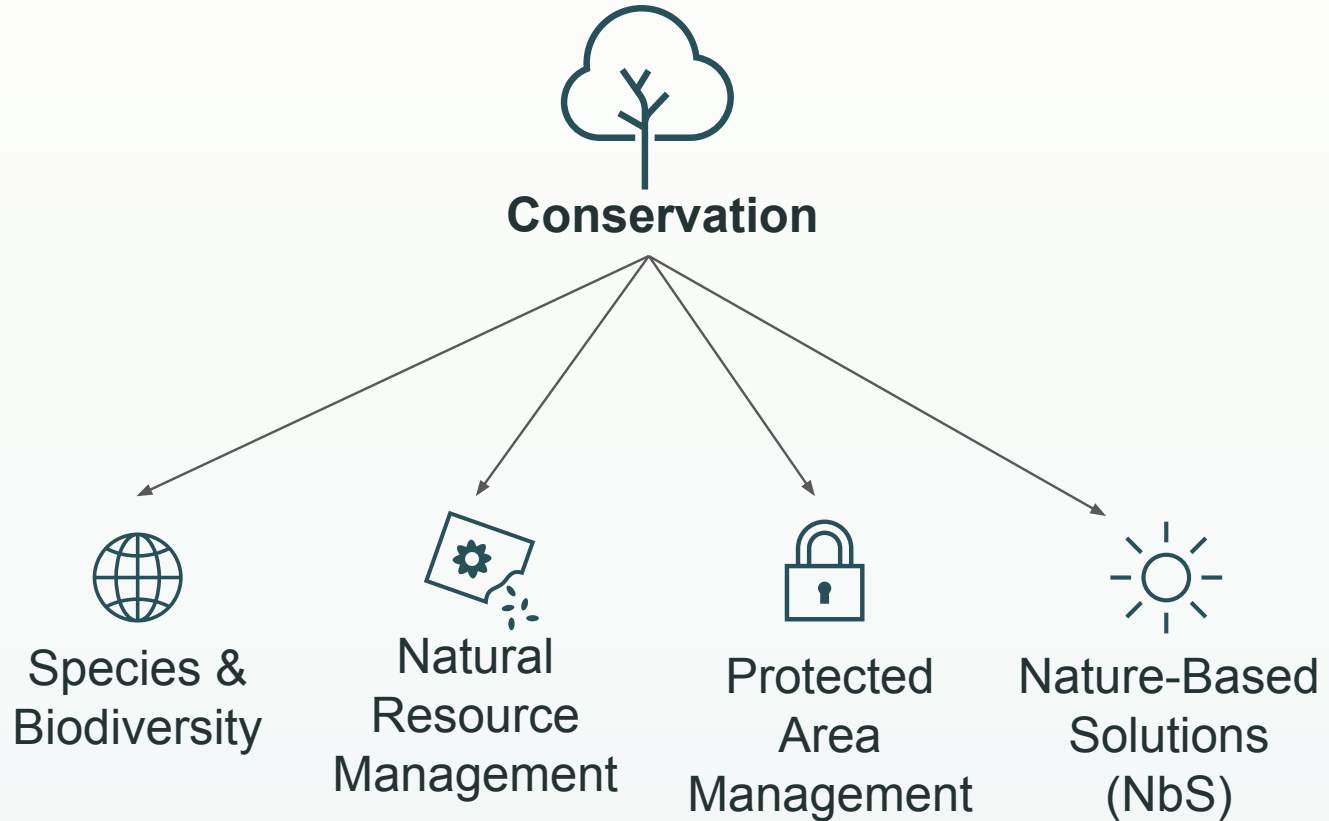 Conservation
Species &
Biodiversity
Natural
Resource
Management
Protected
Area
Management
Nature-Based
Solutions
(NbS)